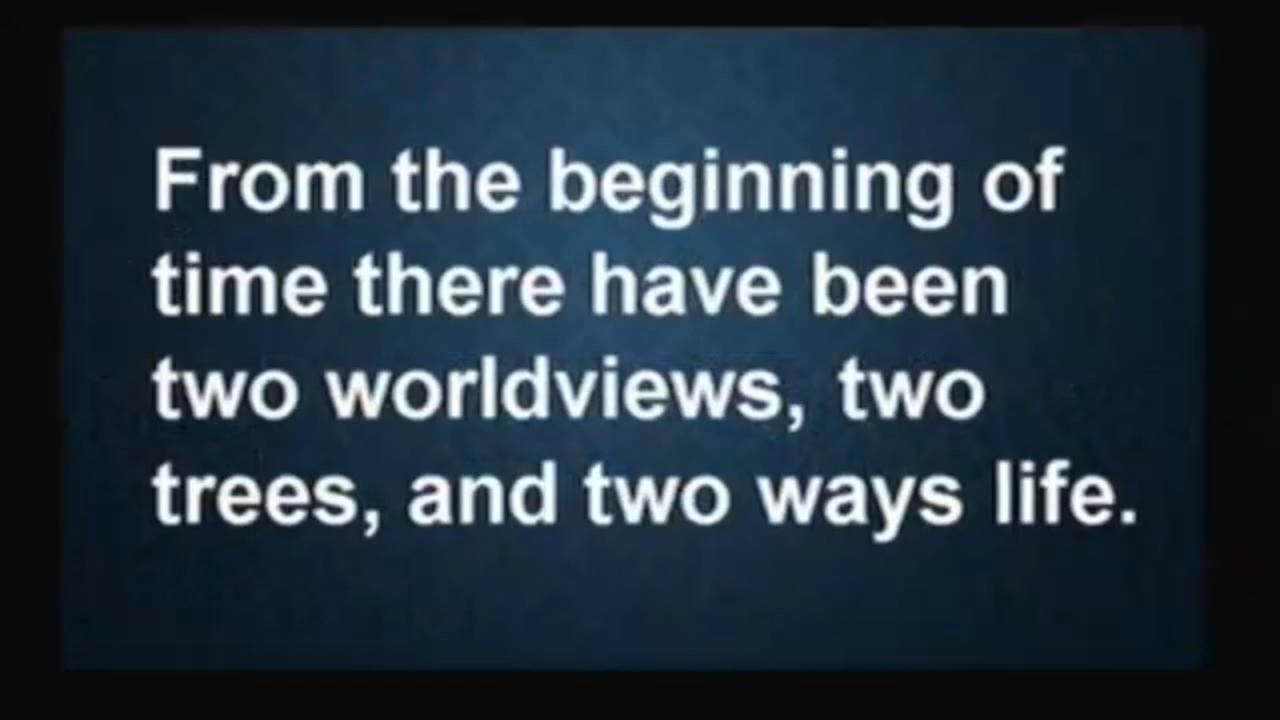 From the beginning of
time there have been
two worldviews, two
trees, and two ways life.